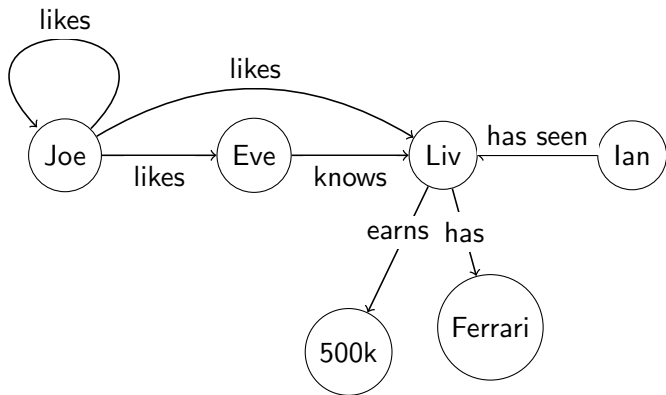 likes
likes
Joe
likes
Eve
knows
Liv
has seen
Ian
earns
has
500k
Ferrari